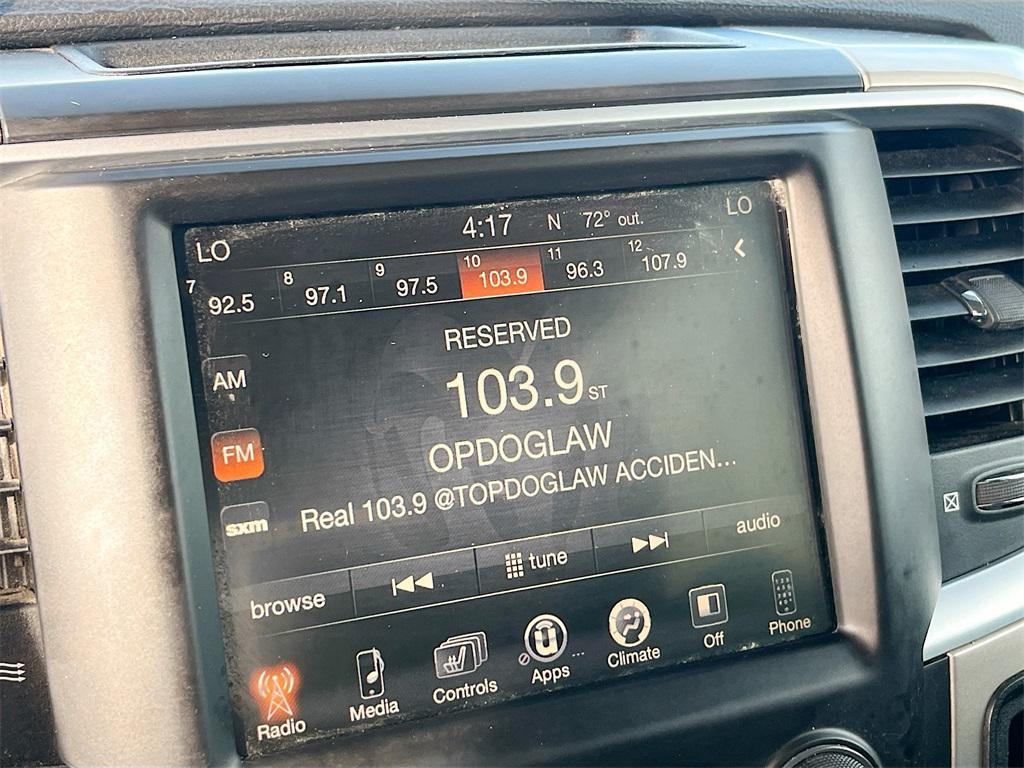 LO 4:17 N 72° out. LO
7 92.5 8 97.1 9 97.5 10 103.9 11 96.3 12 107.9
RESERVED
AM
103.9 ST
FM
OPDOGLAW
sxm
Real 103.9 @TOPDOGLAW ACCIDEN...
browse tune audio
Radio Media Controls Apps Climate Off Phone